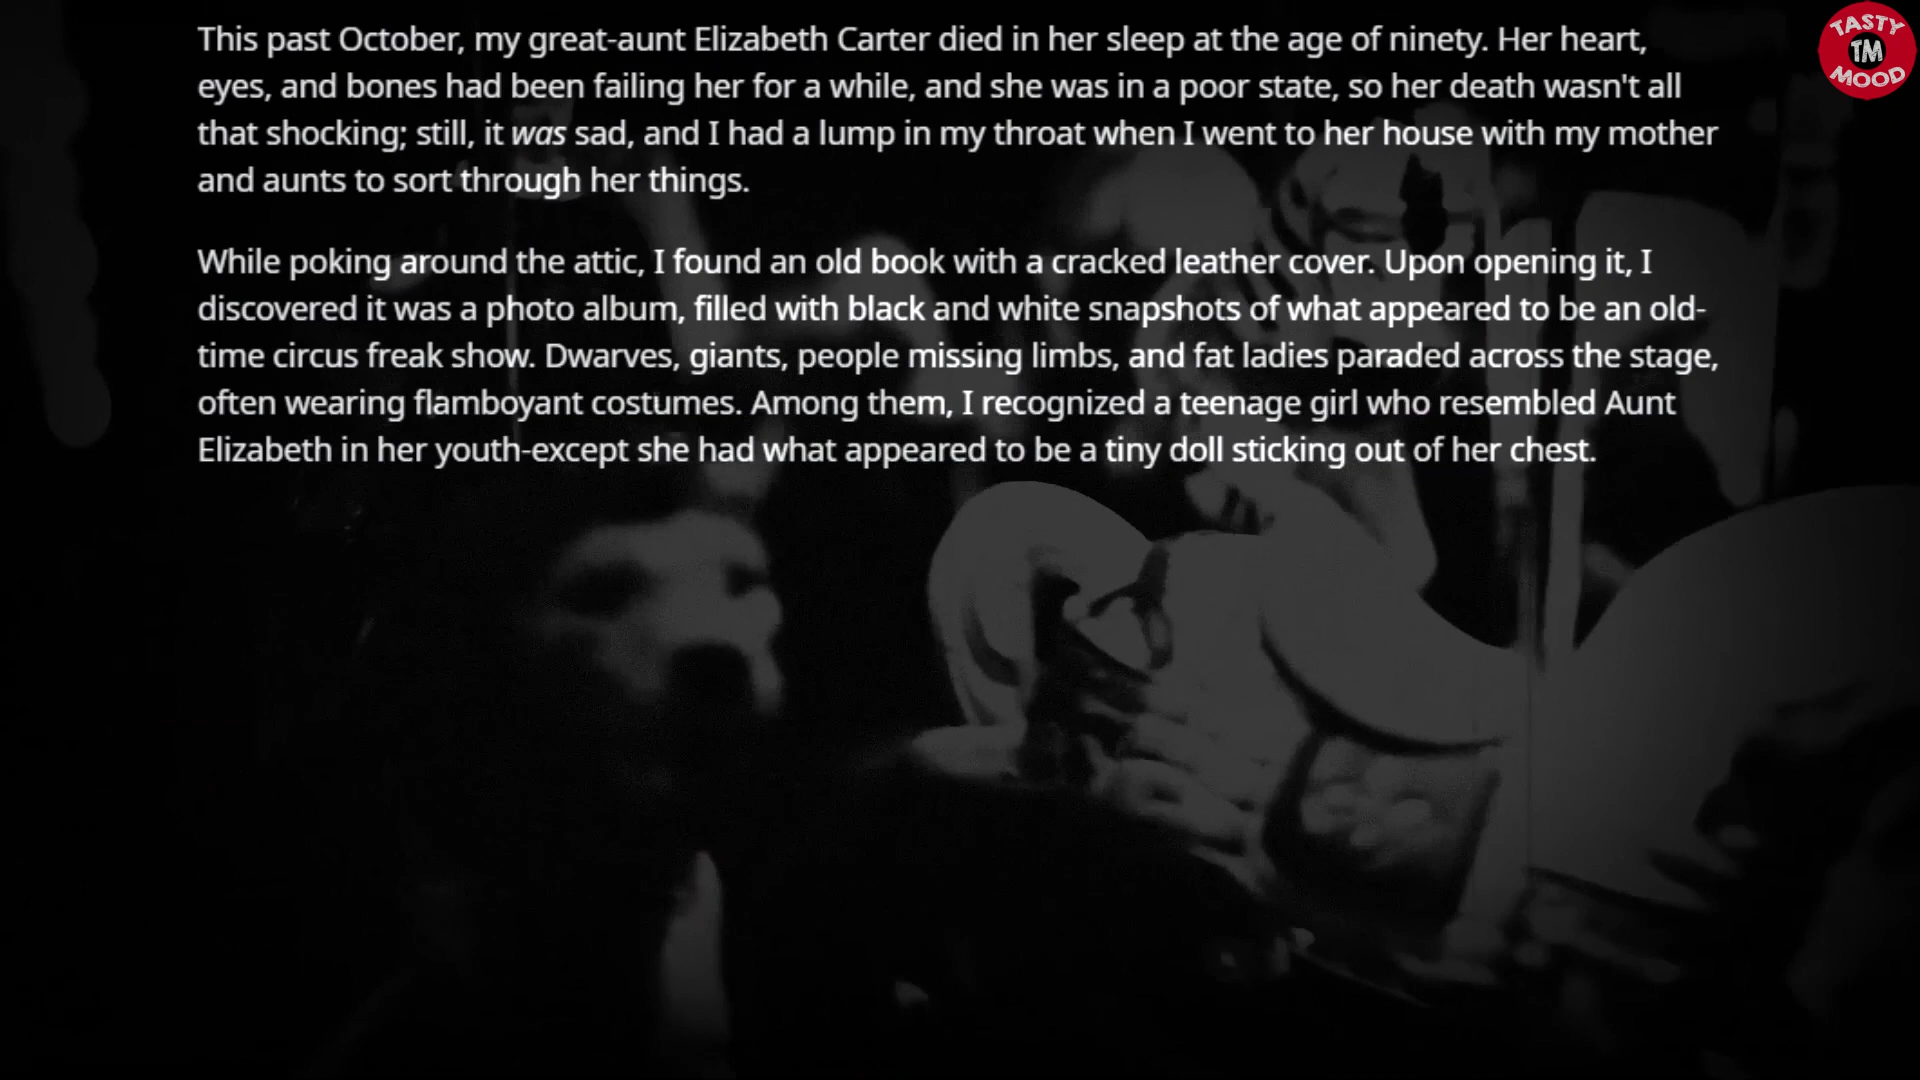 This past October, my great-aunt Elizabeth Carter died in her sleep at the age of ninety. Her heart,
eyes, and bones had been failing her for a while, and she was in a poor state, so her death wasn't all
that shocking; still, it was sad, and I had a lump in my throat when I went to her house with my mother
and aunts to sort through her things.
While poking around the attic, I found an old book with a cracked leather cover. Upon opening it, I
discovered it was a photo album, filled with black and white snapshots of what appeared to be an old-
time circus freak show. Dwarves, giants, people missing limbs, and fat ladies paraded across the stage,
often wearing flamboyant costumes. Among them, I recognized a teenage girl who resembled Aunt
Elizabeth in her youth-except she had what appeared to be a tiny doll sticking out of her chest.
TASTY
TM
MOOD